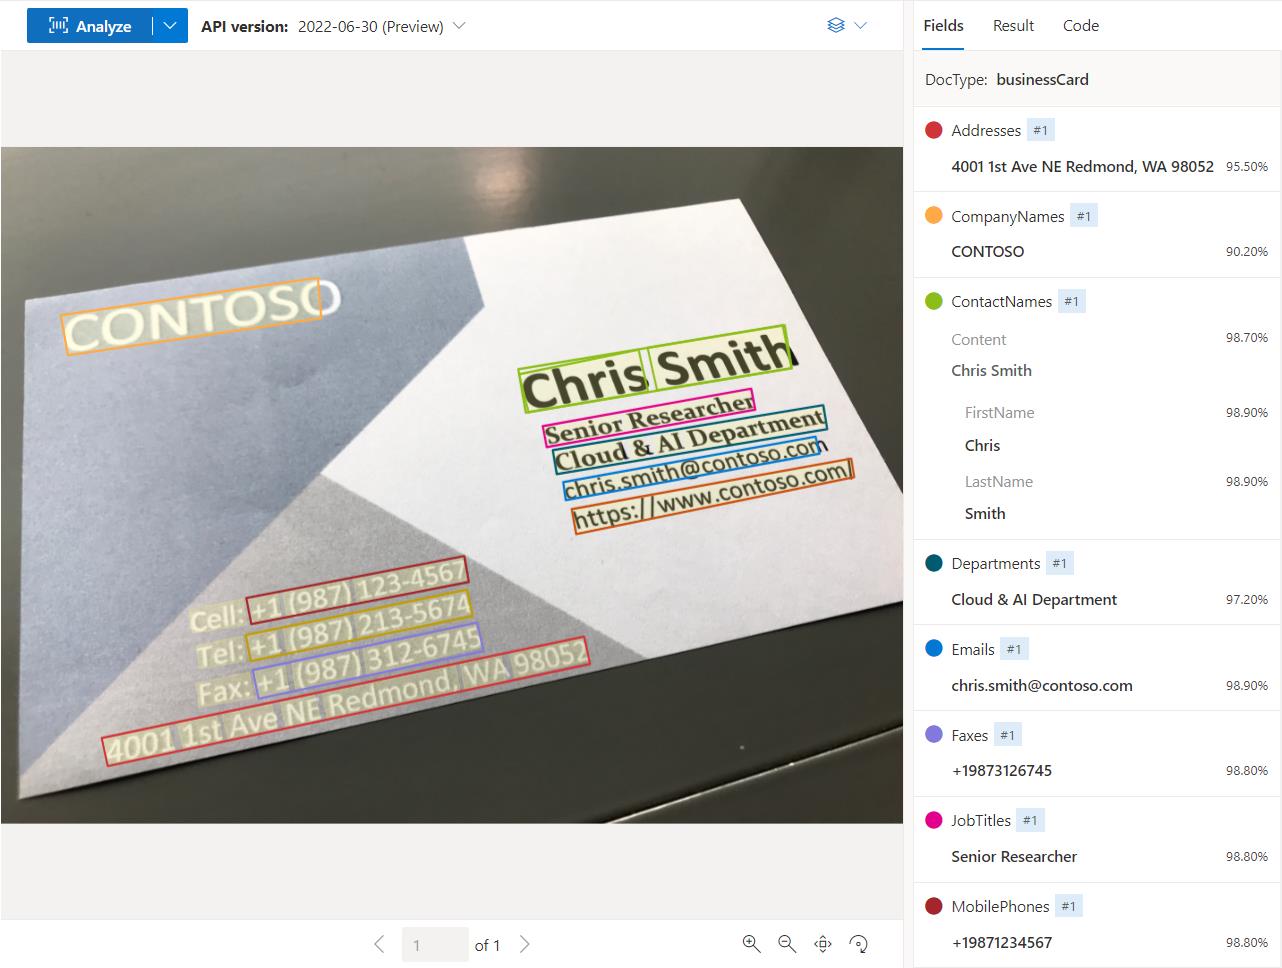 Analyze
API version: 2022-06-30 (Preview)
CONTOSO
Chris Smith
Senior Researcher
Cloud & AI Department
chris.smith@contoso.com
https://www.contoso.com/
Cell: +1 (987) 123-4567
Tel: +1 (987) 213-5674
Fax: +1 (987) 312-6745
4001 1st Ave NE Redmond, WA 98052
1 of 1
Fields Result Code
DocType: businessCard
Addresses #1
4001 1st Ave NE Redmond, WA 98052 95.50%
CompanyNames #1
CONTOSO 90.20%
ContactNames #1
Content 98.70%
Chris Smith
FirstName 98.90%
Chris
LastName 98.90%
Smith
Departments #1
Cloud & AI Department 97.20%
Emails #1
chris.smith@contoso.com 98.90%
Faxes #1
+19873126745 98.80%
JobTitles #1
Senior Researcher 98.80%
MobilePhones #1
+19871234567 98.80%